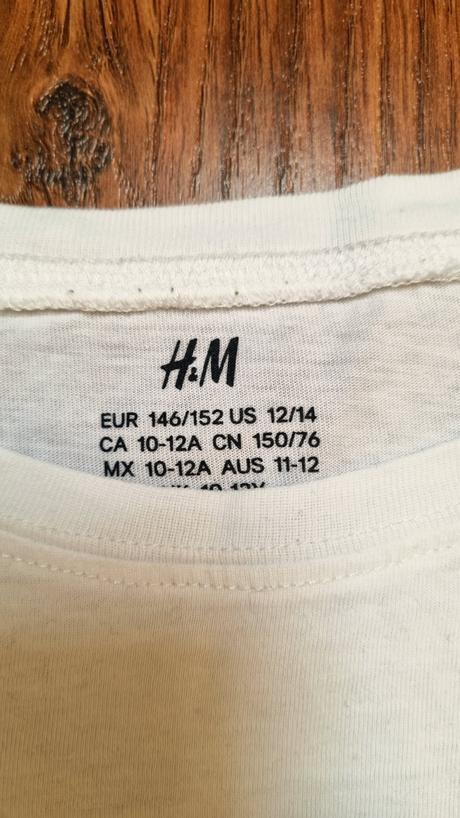 H&M
EUR 146/152 US 12/14
CA 10-12A CN 150/76
MX 10-12A AUS 11-12